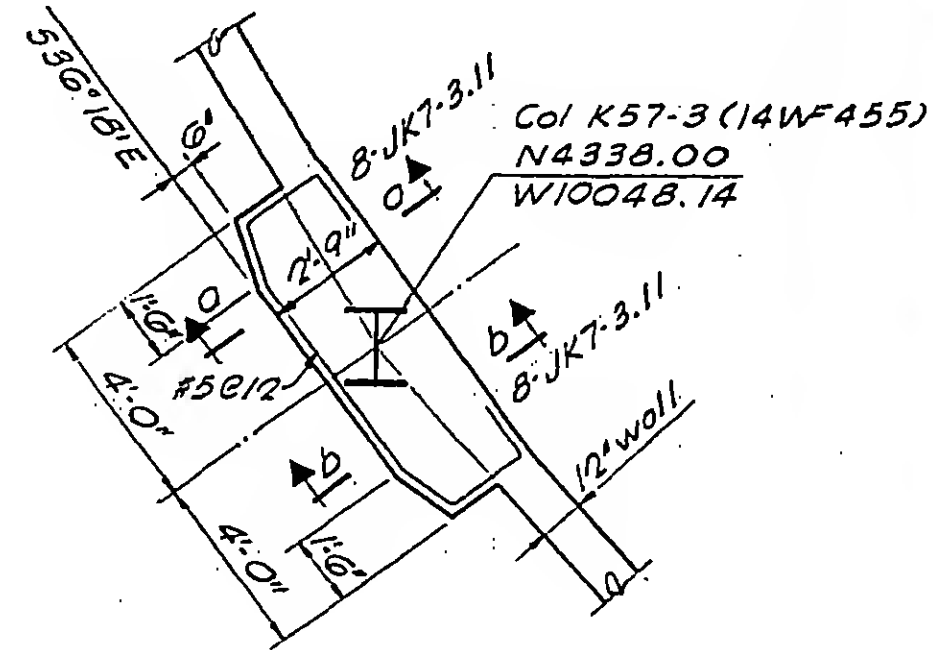 S36°18'E
6"
8-JK7-3.11
a
Col K57-3 (14WF455)
N4338.00
W10048.14
2'-9"
1'-6"
a
#5@12
4'-0"
b
8-JK7-3.11
12" wall
b
4'-0"
1'-6"